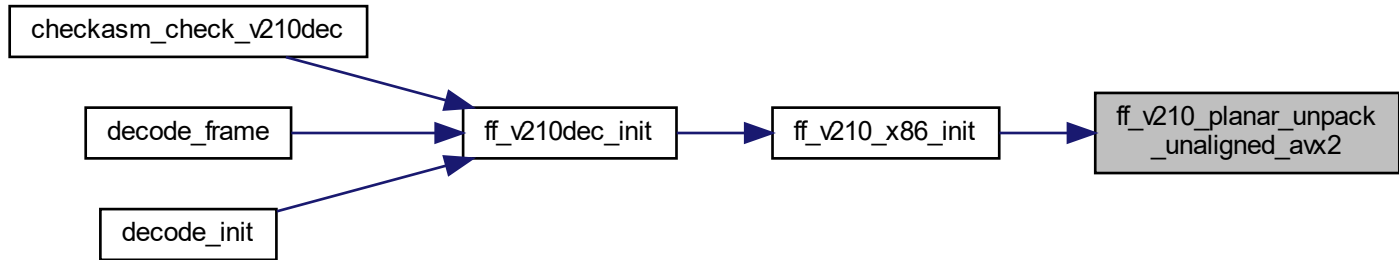 checkasm_check_v210dec
decode_frame
decode_init
ff_v210dec_init
ff_v210_x86_init
ff_v210_planar_unpack
_unaligned_avx2